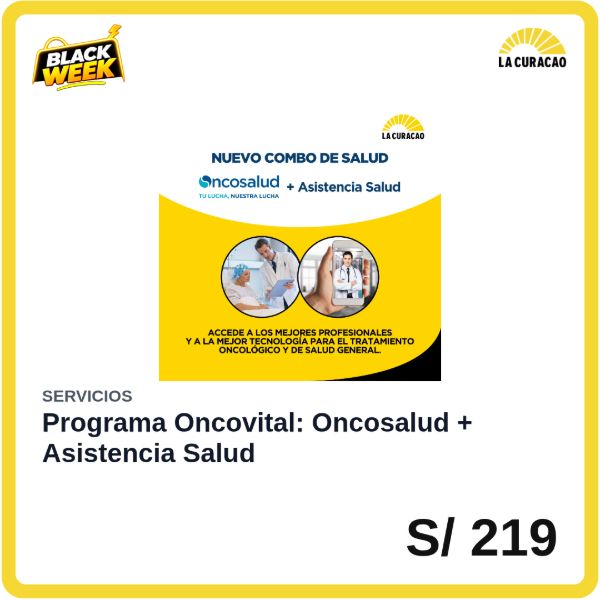 BLACK
WEEK
LA CURACAO
LA CURACAO
NUEVO COMBO DE SALUD
Oncosalud + Asistencia Salud
TU LUCHA, NUESTRA LUCHA
ACCEDE A LOS MEJORES PROFESIONALES
Y A LA MEJOR TECNOLOGÍA PARA EL TRATAMIENTO
ONCOLÓGICO Y DE SALUD GENERAL.
SERVICIOS
Programa Oncovital: Oncosalud +
Asistencia Salud
S/ 219